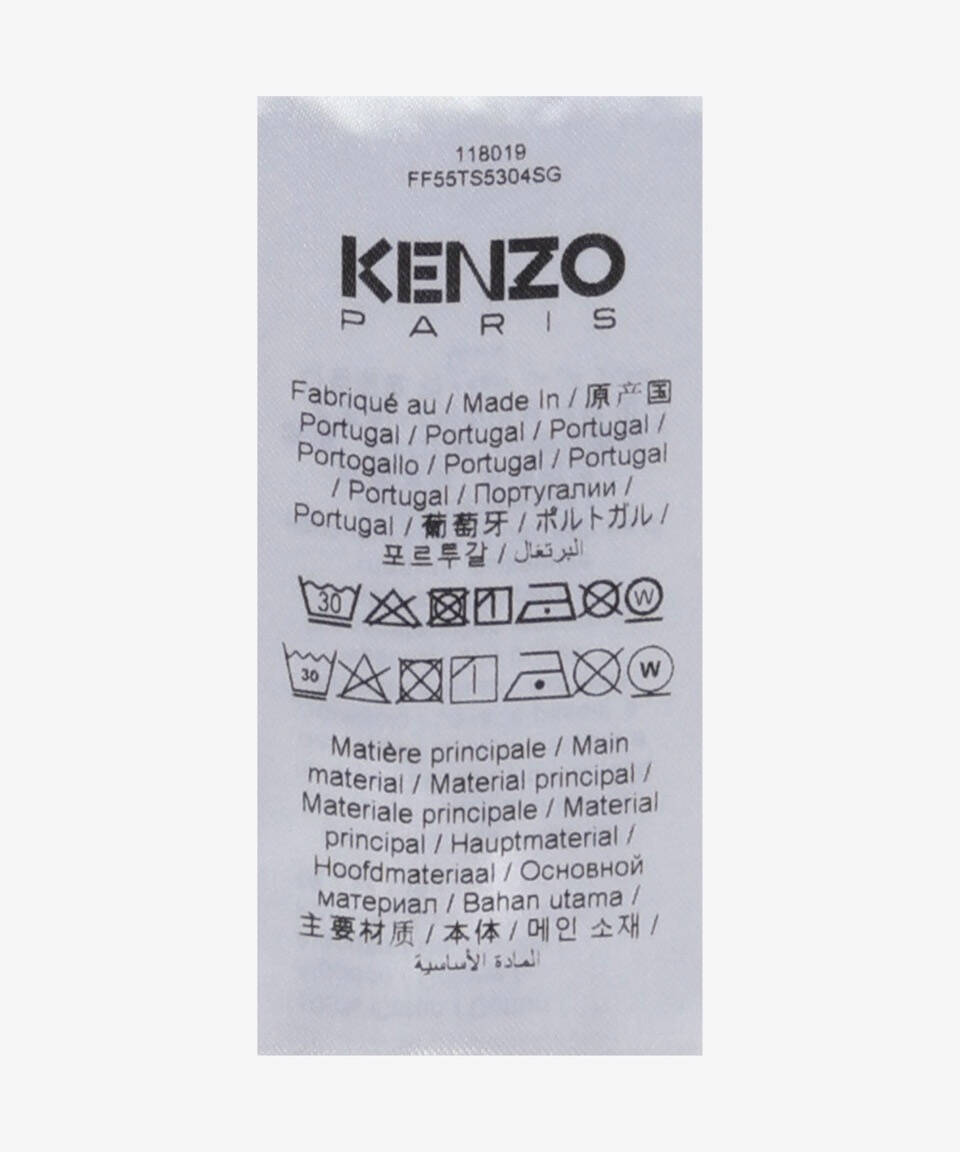 118019
FF55TS5304SG
KENZO
PARIS
Fabriqué au / Made In / 原产国
Portugal / Portugal / Portugal /
Portogallo / Portugal / Portugal
/ Portugal / Португалии /
Portugal / 葡萄牙 / ポルトガル /
포르투갈 / البرتغال
30 W
30 W
Matière principale / Main
material / Material principal /
Materiale principale / Material
principal / Hauptmaterial /
Hoofdmateriaal / Основной
материал / Bahan utama /
主要材质 / 本体 / 메인 소재 /
المادة الأساسية